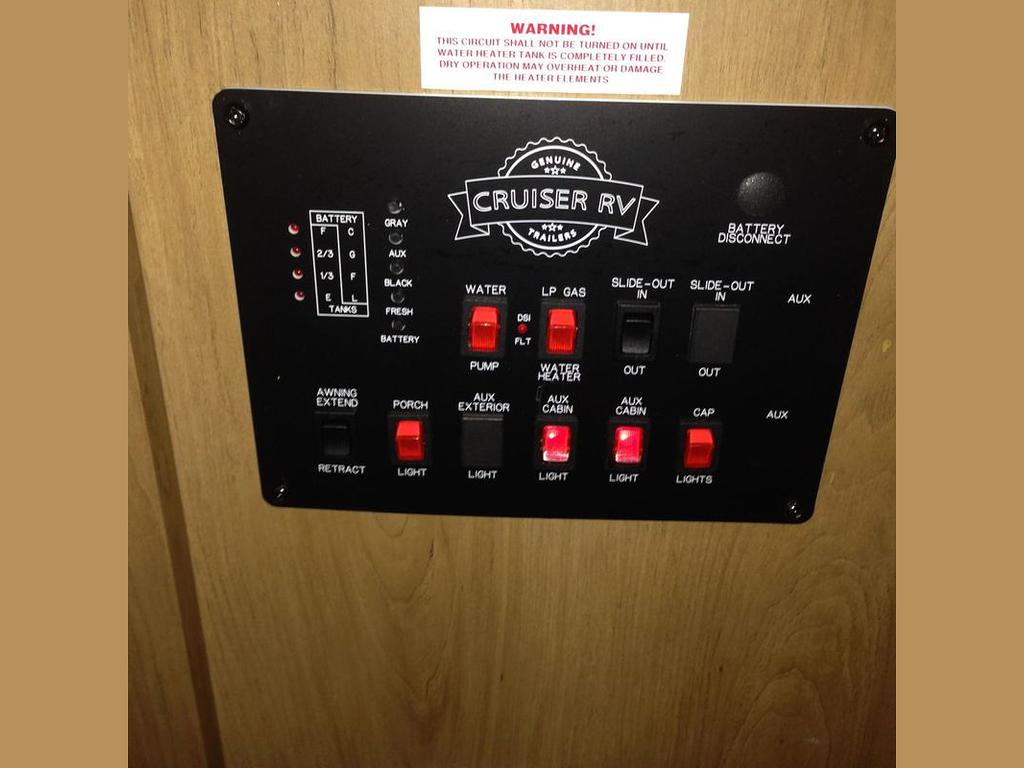 WARNING!
THIS CIRCUIT SHALL NOT BE TURNED ON UNTIL
WATER HEATER TANK IS COMPLETELY FILLED.
DRY OPERATION MAY OVERHEAT OR DAMAGE
THE HEATER ELEMENTS
GENUINE
CRUISER RV
TRAILERS
BATTERY
DISCONNECT
BATTERY
F C
2/3 G
1/3 F
E L
TANKS
GRAY
AUX
BLACK
FRESH
BATTERY
WATER
PUMP
DSI
FLT
LP GAS
WATER
HEATER
SLIDE-OUT
IN
OUT
SLIDE-OUT
IN
OUT
AUX
AWNING
EXTEND
RETRACT
PORCH
LIGHT
AUX
EXTERIOR
LIGHT
AUX
CABIN
LIGHT
AUX
CABIN
LIGHT
CAP
LIGHTS
AUX